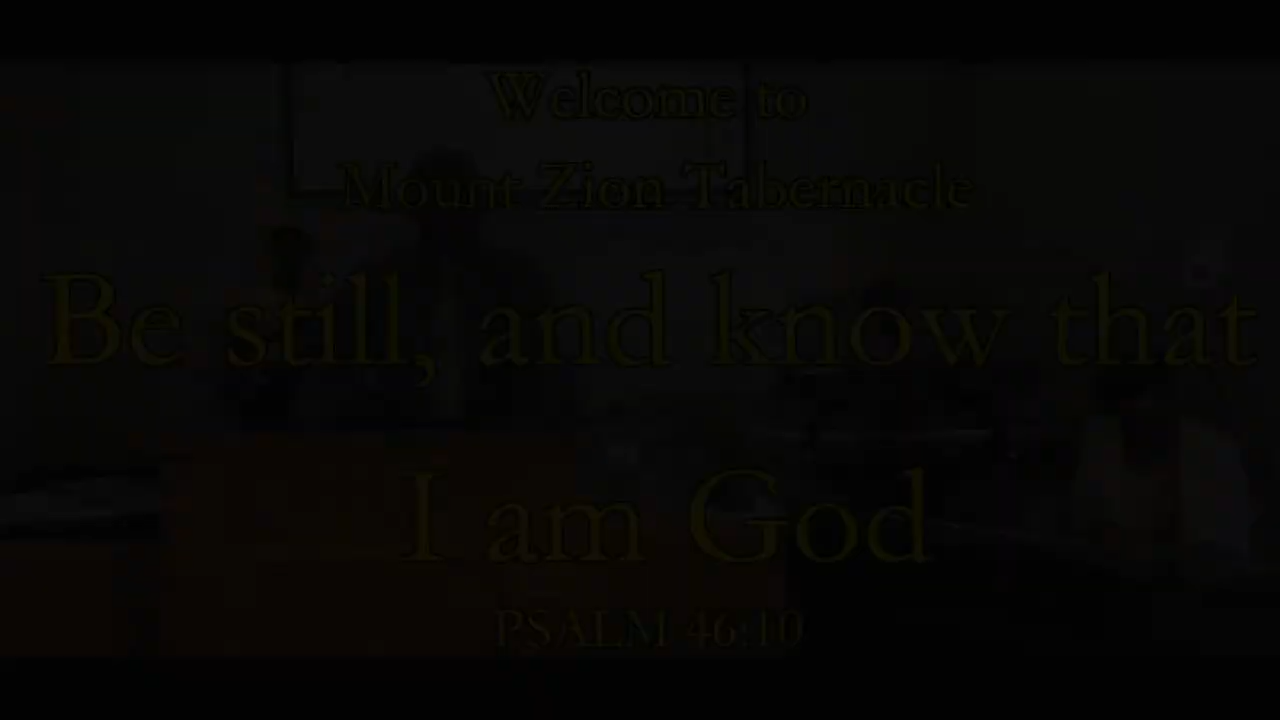 Welcome to
Mount Zion Tabernacle
Be still, and know that
I am God
PSALM 46:10